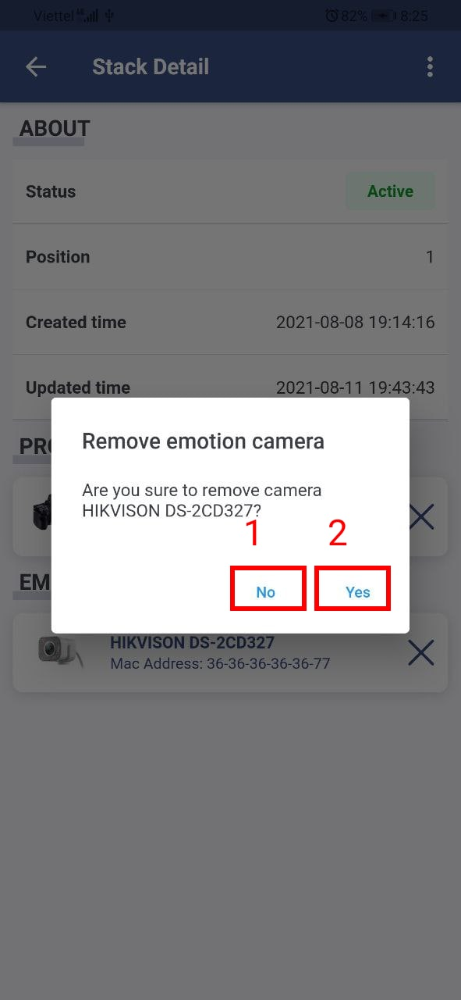 Viettel 82% 8:25
Stack Detail
ABOUT
Status Active
Position 1
Created time 2021-08-08 19:14:16
Updated time 2021-08-11 19:43:43
Remove emotion camera
Are you sure to remove camera
HIKVISON DS-2CD327?
1 2
No Yes
HIKVISON DS-2CD327
Mac Address: 36-36-36-36-36-77